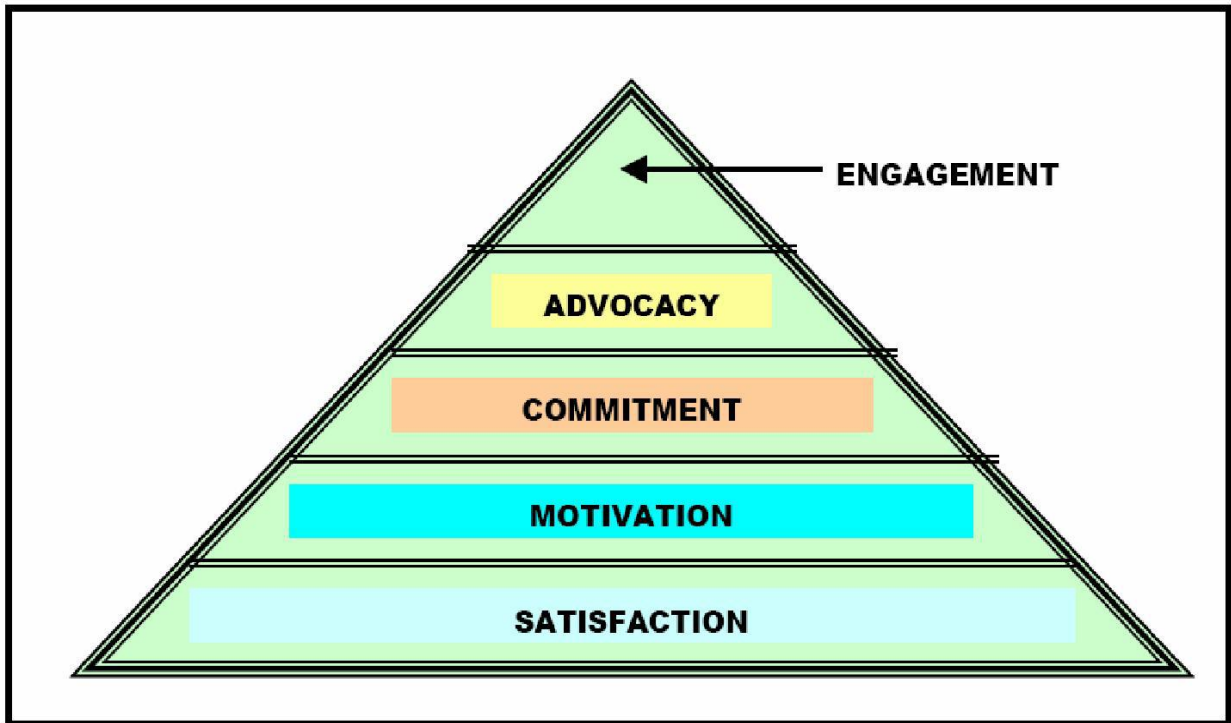 ENGAGEMENT
ADVOCACY
COMMITMENT
MOTIVATION
SATISFACTION